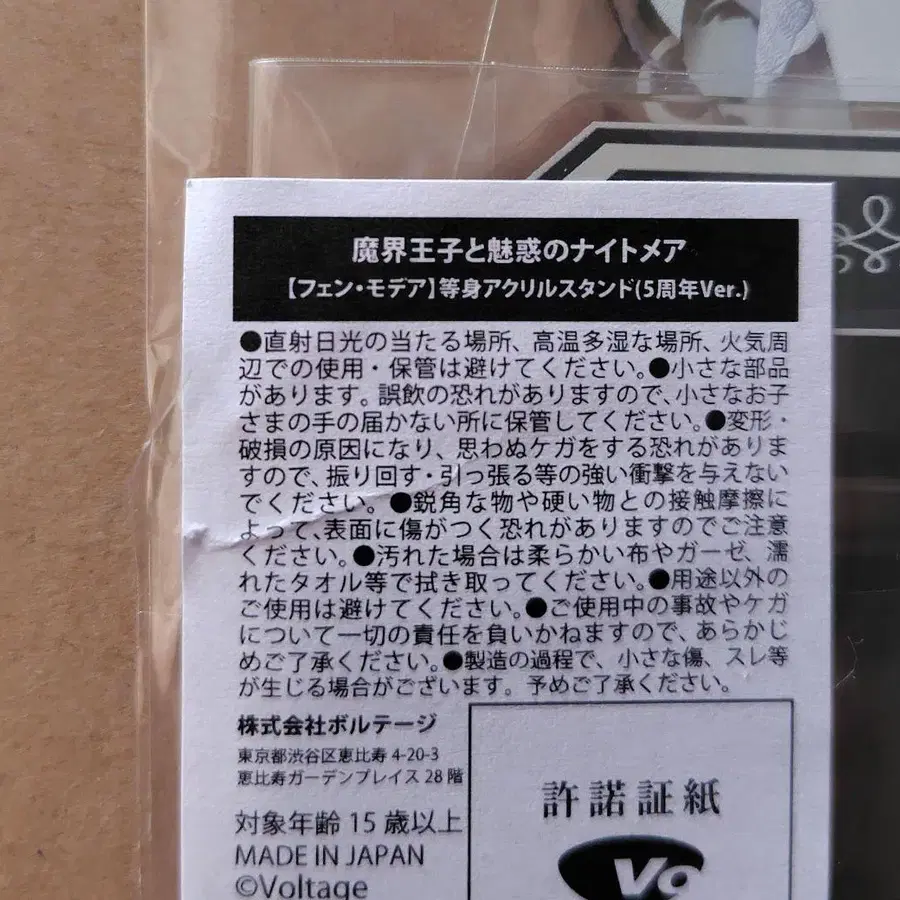 魔界王子と魅惑のナイトメア
【フェン・モデア】等身アクリルスタンド(5周年Ver.)
●直射日光の当たる場所、高温多湿な場所、火気周
辺での使用・保管は避けてください。●小さな部品
があります。誤飲の恐れがありますので、小さなお子
さまの手の届かない所に保管してください。●変形・
破損の原因になり、思わぬケガをする恐れがありま
すので、振り回す・引っ張る等の強い衝撃を与えない
でください。●鋭角な物や硬い物との接触摩擦に
よって、表面に傷がつく恐れがありますのでご注意
ください。●汚れた場合は柔らかい布やガーゼ、濡
れたタオル等で拭き取ってください。●用途以外の
ご使用は避けてください。●ご使用中の事故やケガ
について一切の責任を負いかねますので、あらかじ
めご了承ください。●製造の過程で、小さな傷、スレ等
が生じる場合がございます。予めご了承ください。
株式会社ボルテージ
東京都渋谷区恵比寿 4-20-3
恵比寿ガーデンプレイス 28 階
対象年齢 15 歳以上
MADE IN JAPAN
©Voltage
許諾証紙
Vo